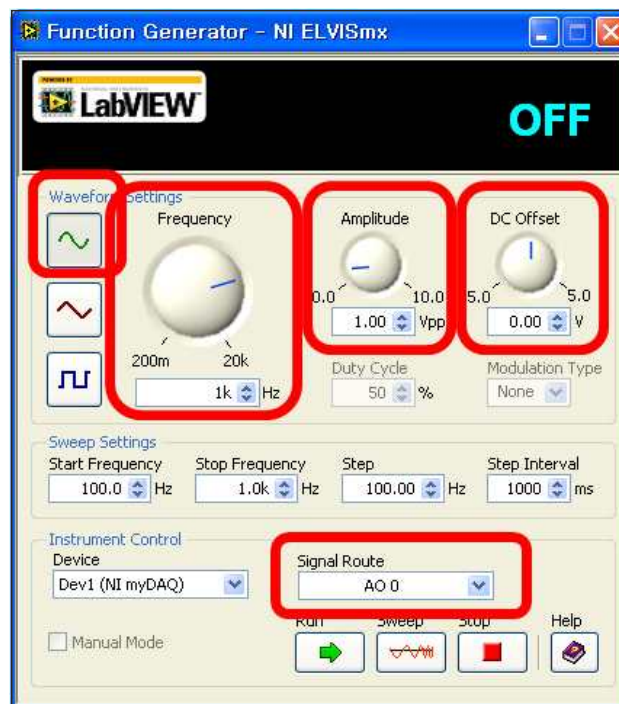 Function Generator - NI ELVISmx
LabVIEW
OFF
Waveform Settings
Frequency
200m 20k
1k Hz
Amplitude
0.0 10.0
1.00 Vpp
DC Offset
5.0 5.0
0.00 V
Duty Cycle
50 %
Modulation Type
None
Sweep Settings
Start Frequency Stop Frequency Step Step Interval
100.0 Hz 1.0k Hz 100.00 Hz 1000 ms
Instrument Control
Device
Dev1 (NI myDAQ)
Signal Route
AO 0
Manual Mode
Run Sweep Stop Help